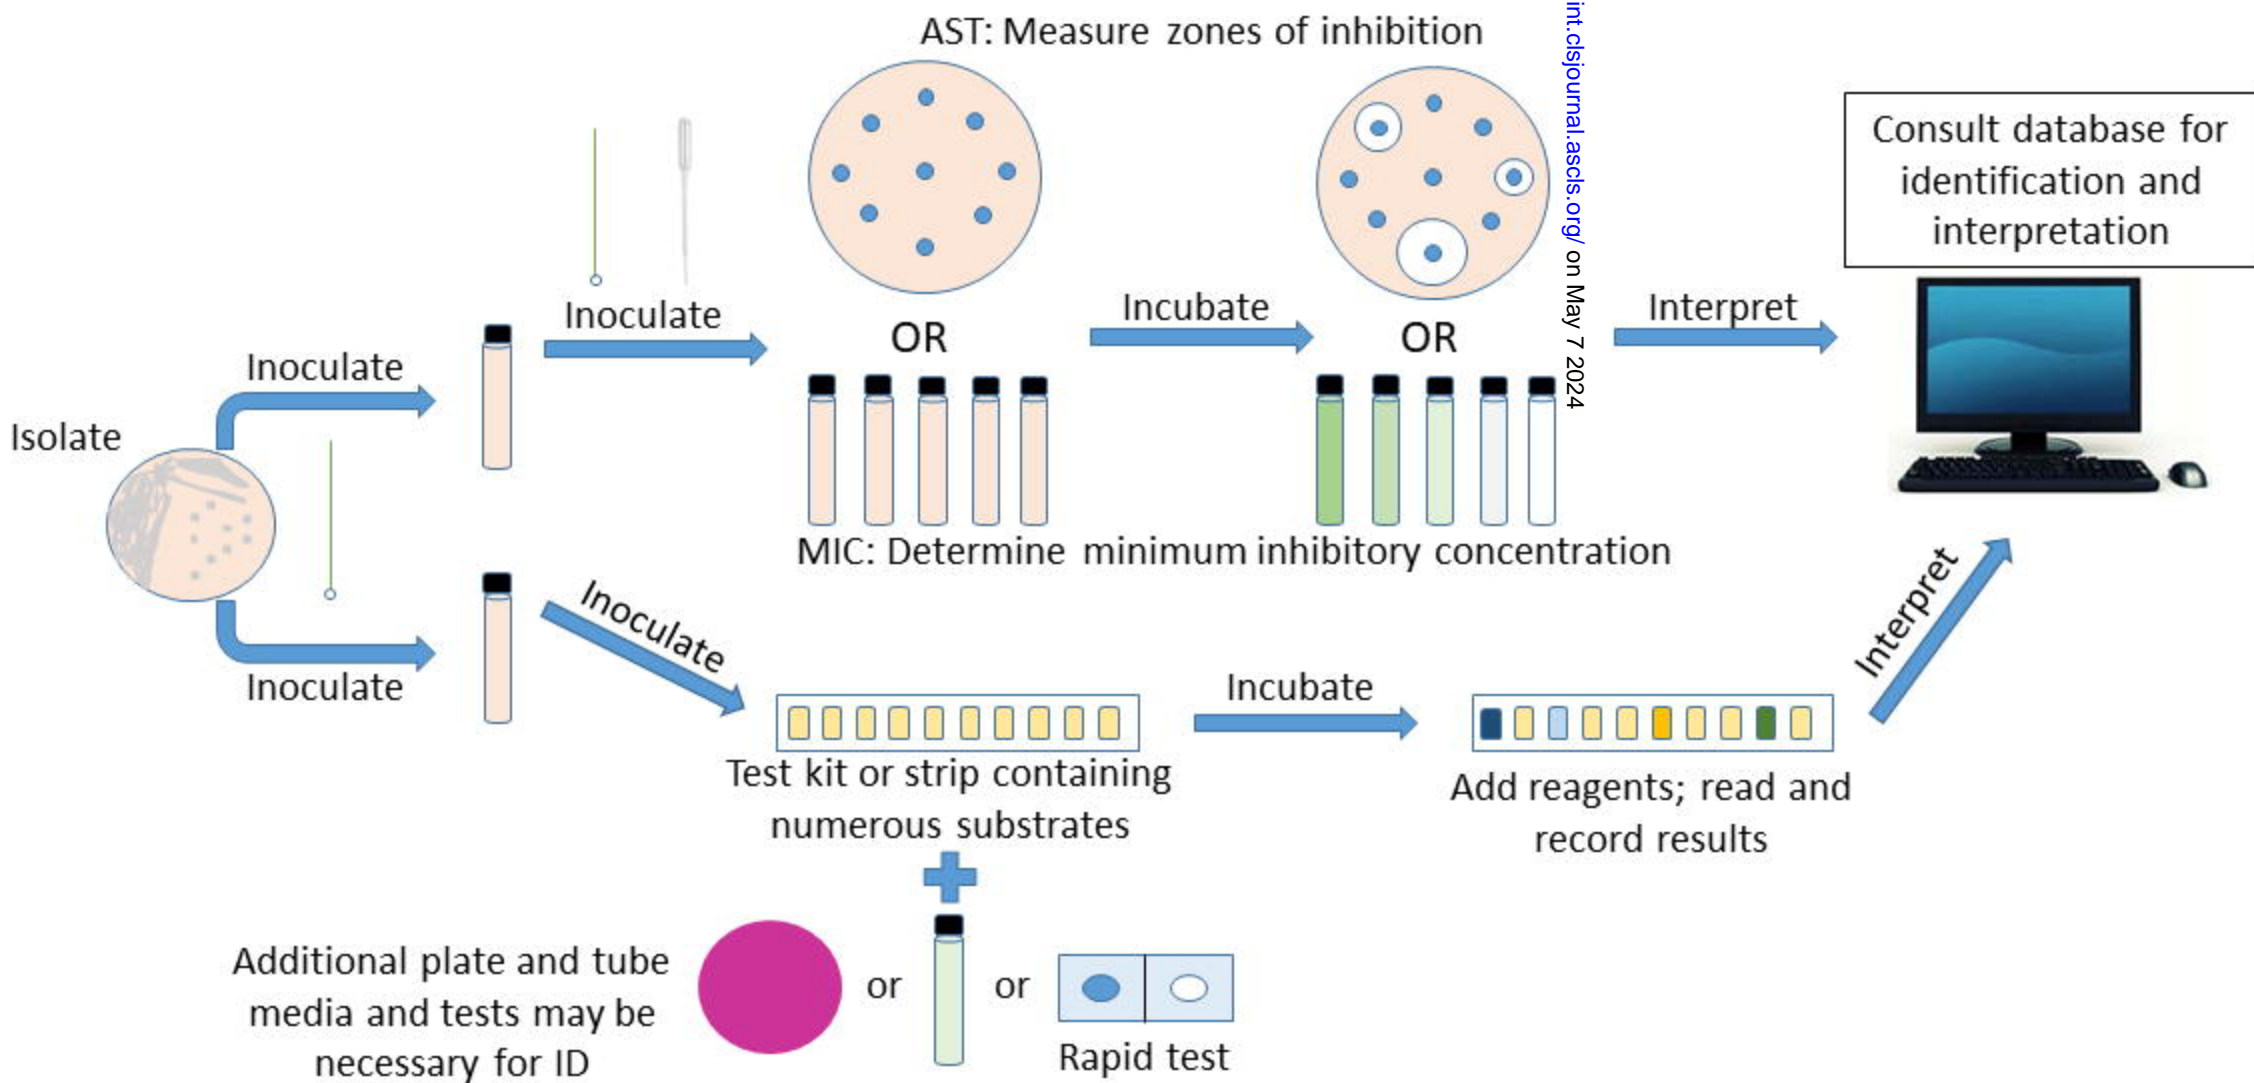 AST: Measure zones of inhibition
int.clsjournal.ascls.org/ on May 7 2024
Consult database for
identification and
interpretation
Inoculate
OR
Incubate
OR
Interpret
Inoculate
Isolate
MIC: Determine minimum inhibitory concentration
Inoculate
Inoculate
Incubate
Interpret
Test kit or strip containing
numerous substrates
Add reagents; read and
record results
Additional plate and tube
media and tests may be
necessary for ID
or
or
Rapid test